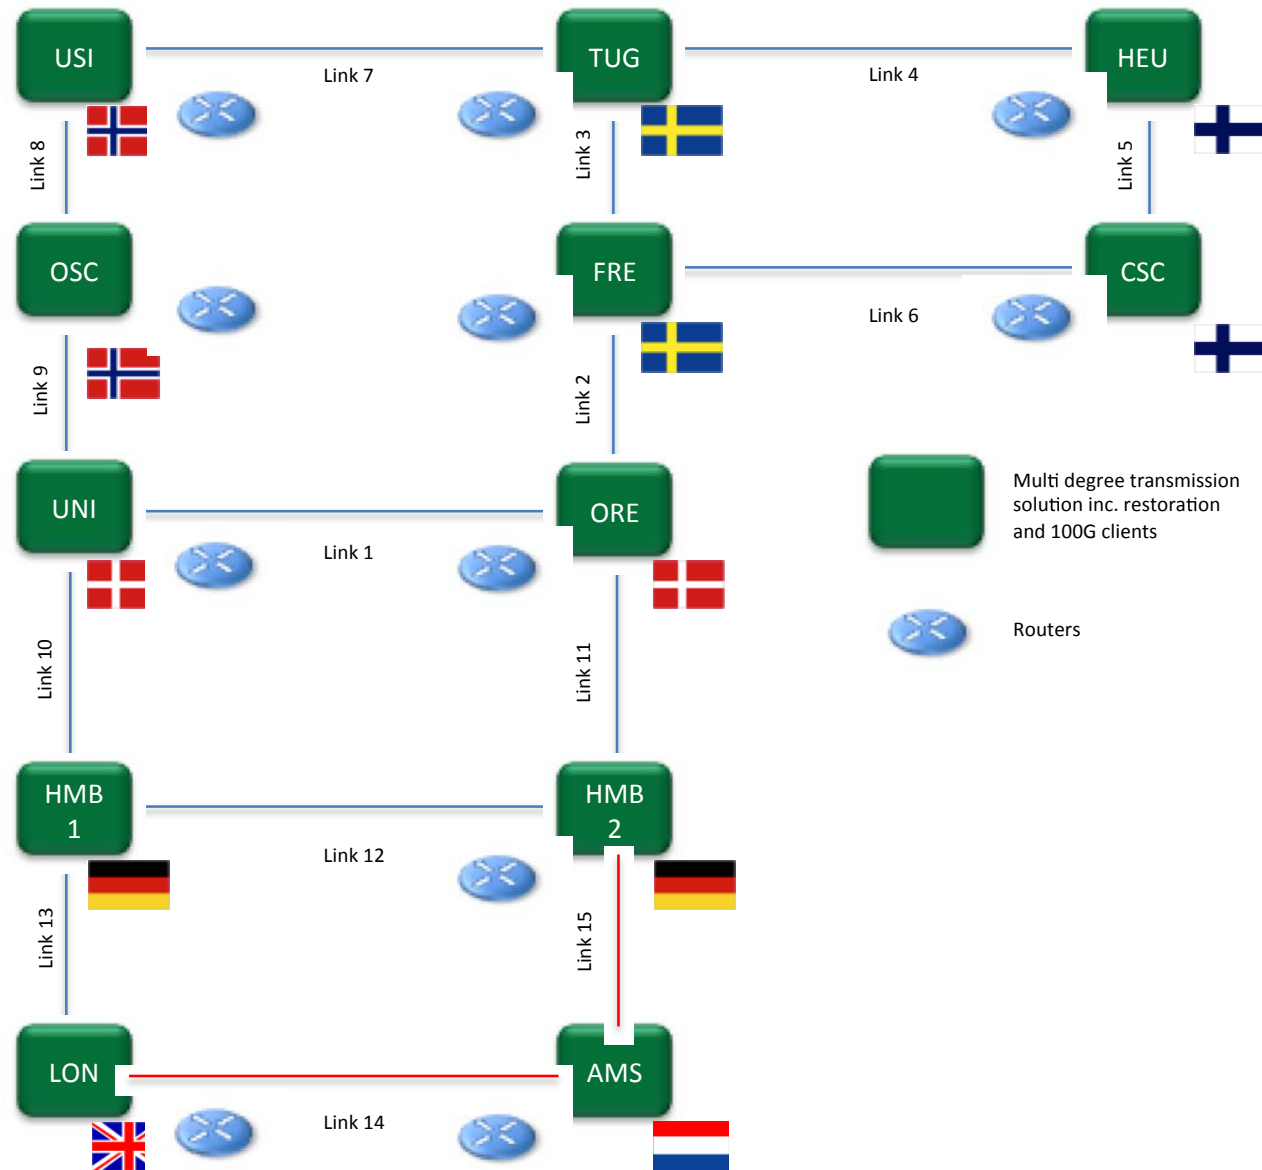 USI
TUG
HEU
Link 7
Link 4
Link 8
Link 3
Link 5
OSC
FRE
CSC
Link 6
Link 9
Link 2
UNI
ORE
Link 1
Multi degree transmission
solution inc. restoration
and 100G clients
Routers
Link 10
Link 11
HMB
1
HMB
2
Link 12
Link 13
Link 15
LON
AMS
Link 14